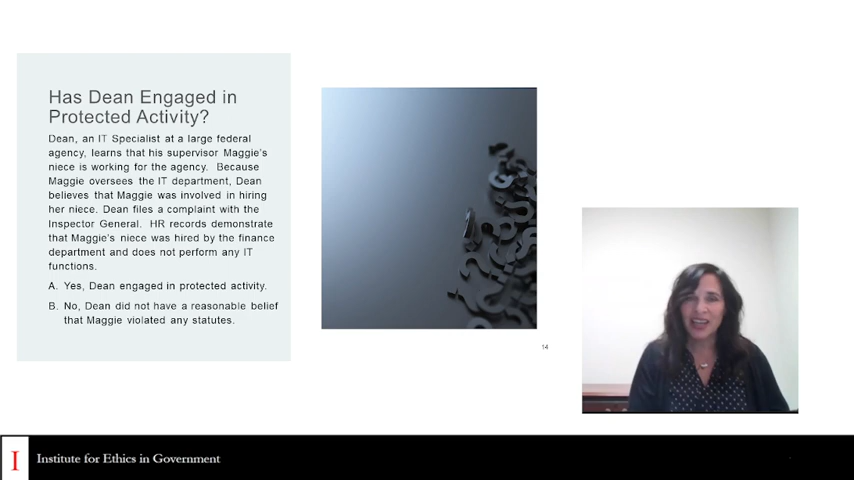 Has Dean Engaged in
Protected Activity?
Dean, an IT Specialist at a large federal
agency, learns that his supervisor Maggie's
niece is working for the agency. Because
Maggie oversees the IT department, Dean
believes that Maggie was involved in hiring
her niece. Dean files a complaint with the
Inspector General. HR records demonstrate
that Maggie's niece was hired by the finance
department and does not perform any IT
functions.
A. Yes, Dean engaged in protected activity.
B. No, Dean did not have a reasonable belief
that Maggie violated any statutes.
14
I Institute for Ethics in Government